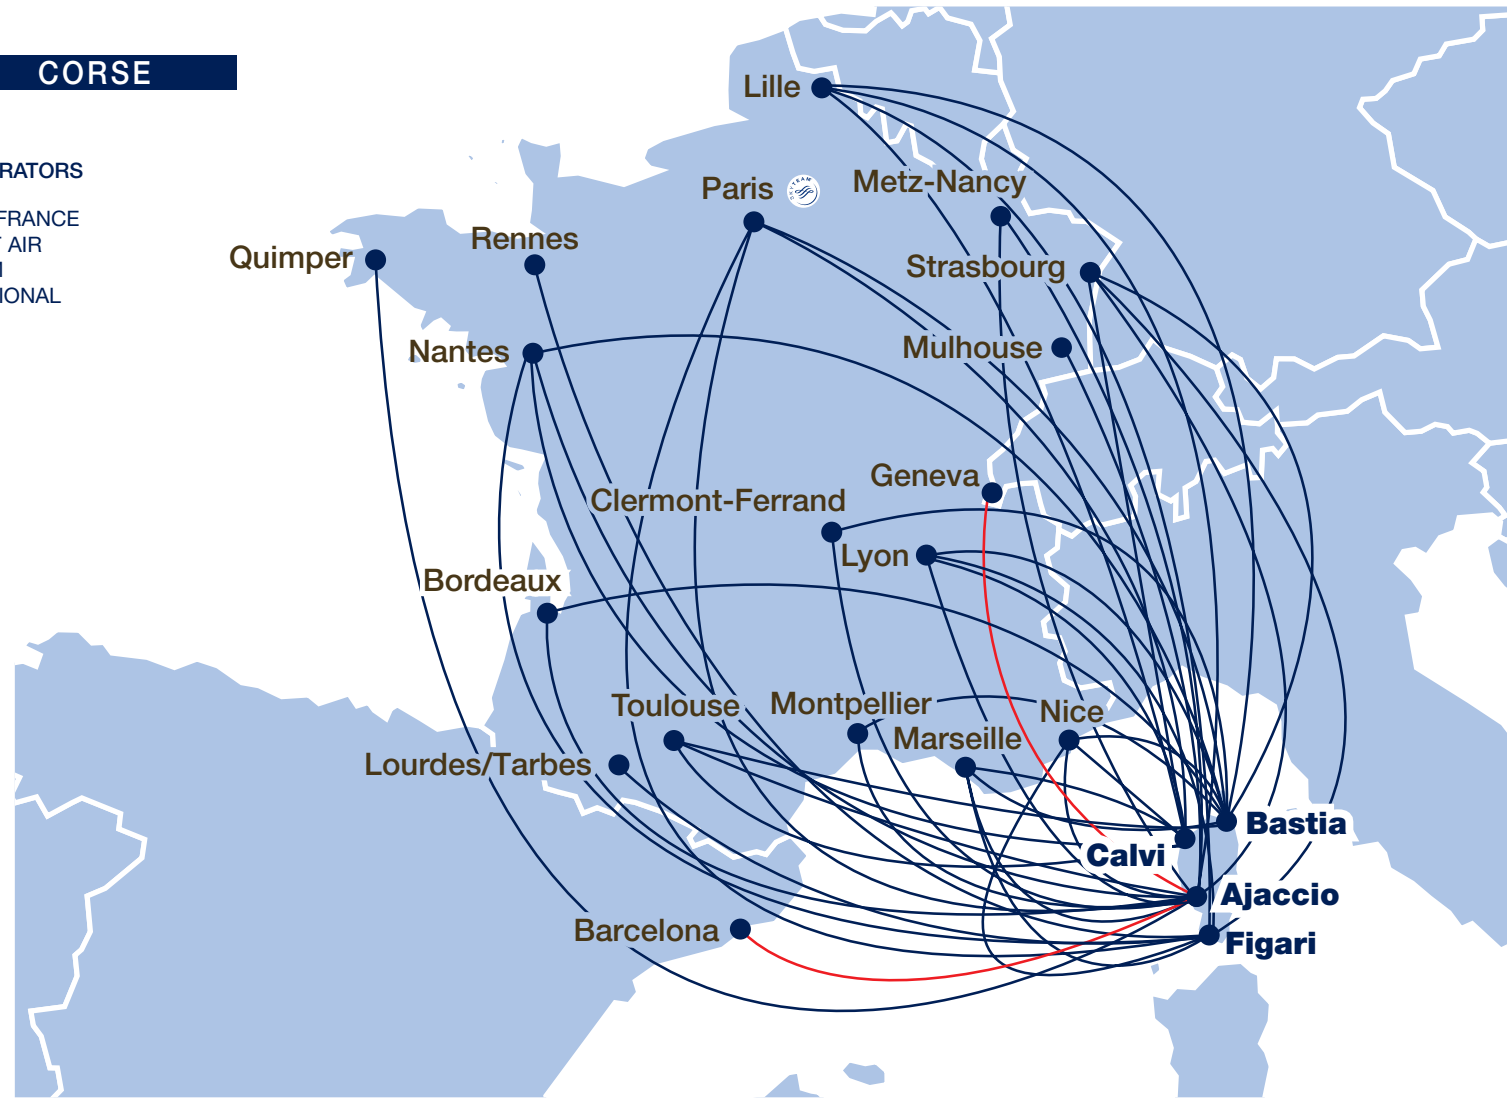 CORSE
RATORS
FRANCE
AIR
IONAL
Lille
Paris
SKYTEAM
Metz-Nancy
Rennes
Quimper
Strasbourg
Nantes
Mulhouse
Geneva
Clermont-Ferrand
Lyon
Bordeaux
Toulouse
Montpellier
Nice
Marseille
Lourdes/Tarbes
Bastia
Calvi
Ajaccio
Barcelona
Figari